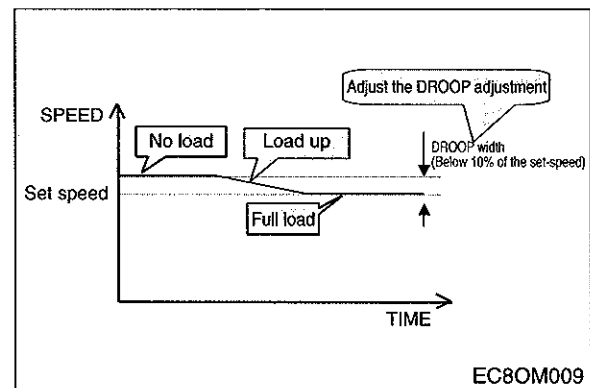 Adjust the DROOP adjustment
SPEED
No load
Load up
DROOP width
(Below 10% of the set-speed)
Set speed
Full load
TIME
EC8OM009